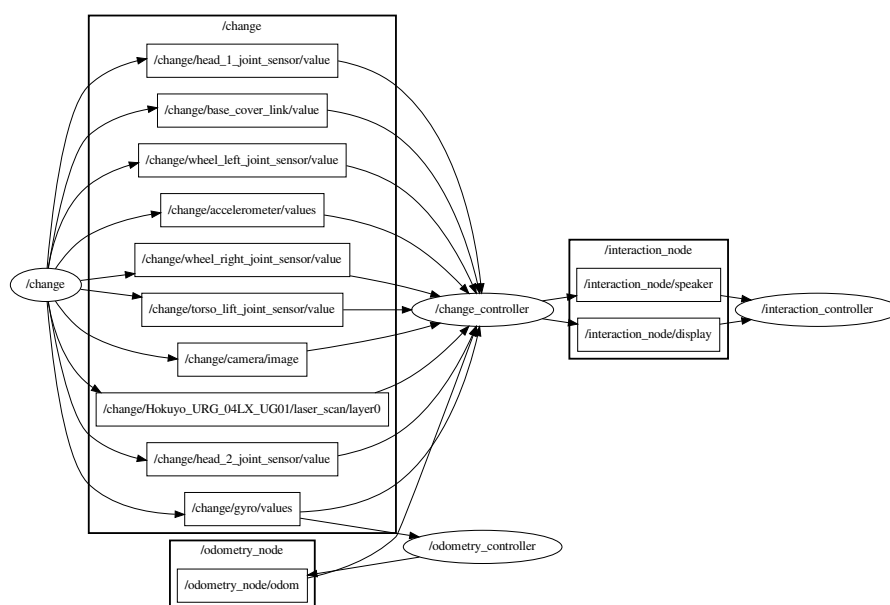 /change
/change/head_1_joint_sensor/value
/change/base_cover_link/value
/change/wheel_left_joint_sensor/value
/change/accelerometer/values
/change/wheel_right_joint_sensor/value
/change
/change/torso_lift_joint_sensor/value
/change/camera/image
/change/Hokuyo_URG_04LX_UG01/laser_scan/layer0
/change/head_2_joint_sensor/value
/change/gyro/values
/odometry_node
/odometry_node/odom
/change_controller
/odometry_controller
/interaction_node
/interaction_node/speaker
/interaction_node/display
/interaction_controller